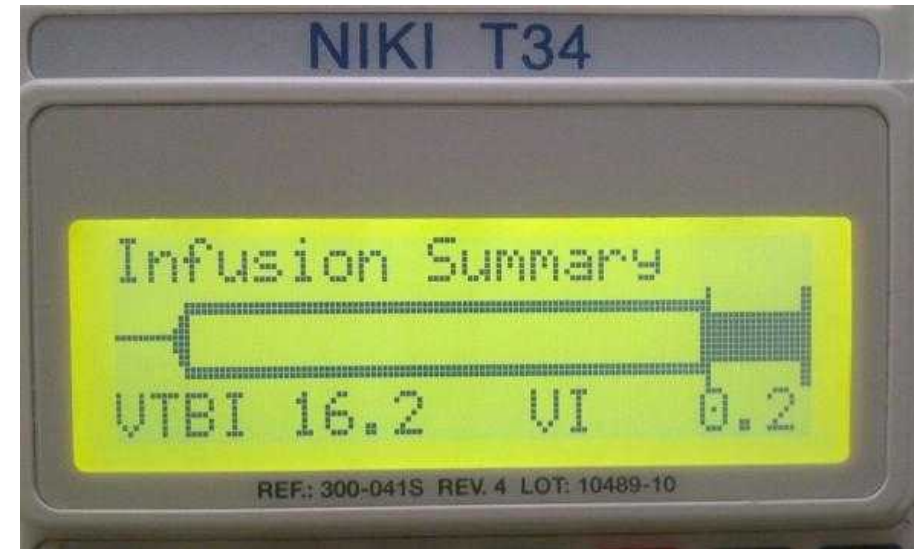 NIKI T34
Infusion Summary
VTBI 16.2 VI 0.2
REF.: 300-041S REV. 4 LOT: 10489-10